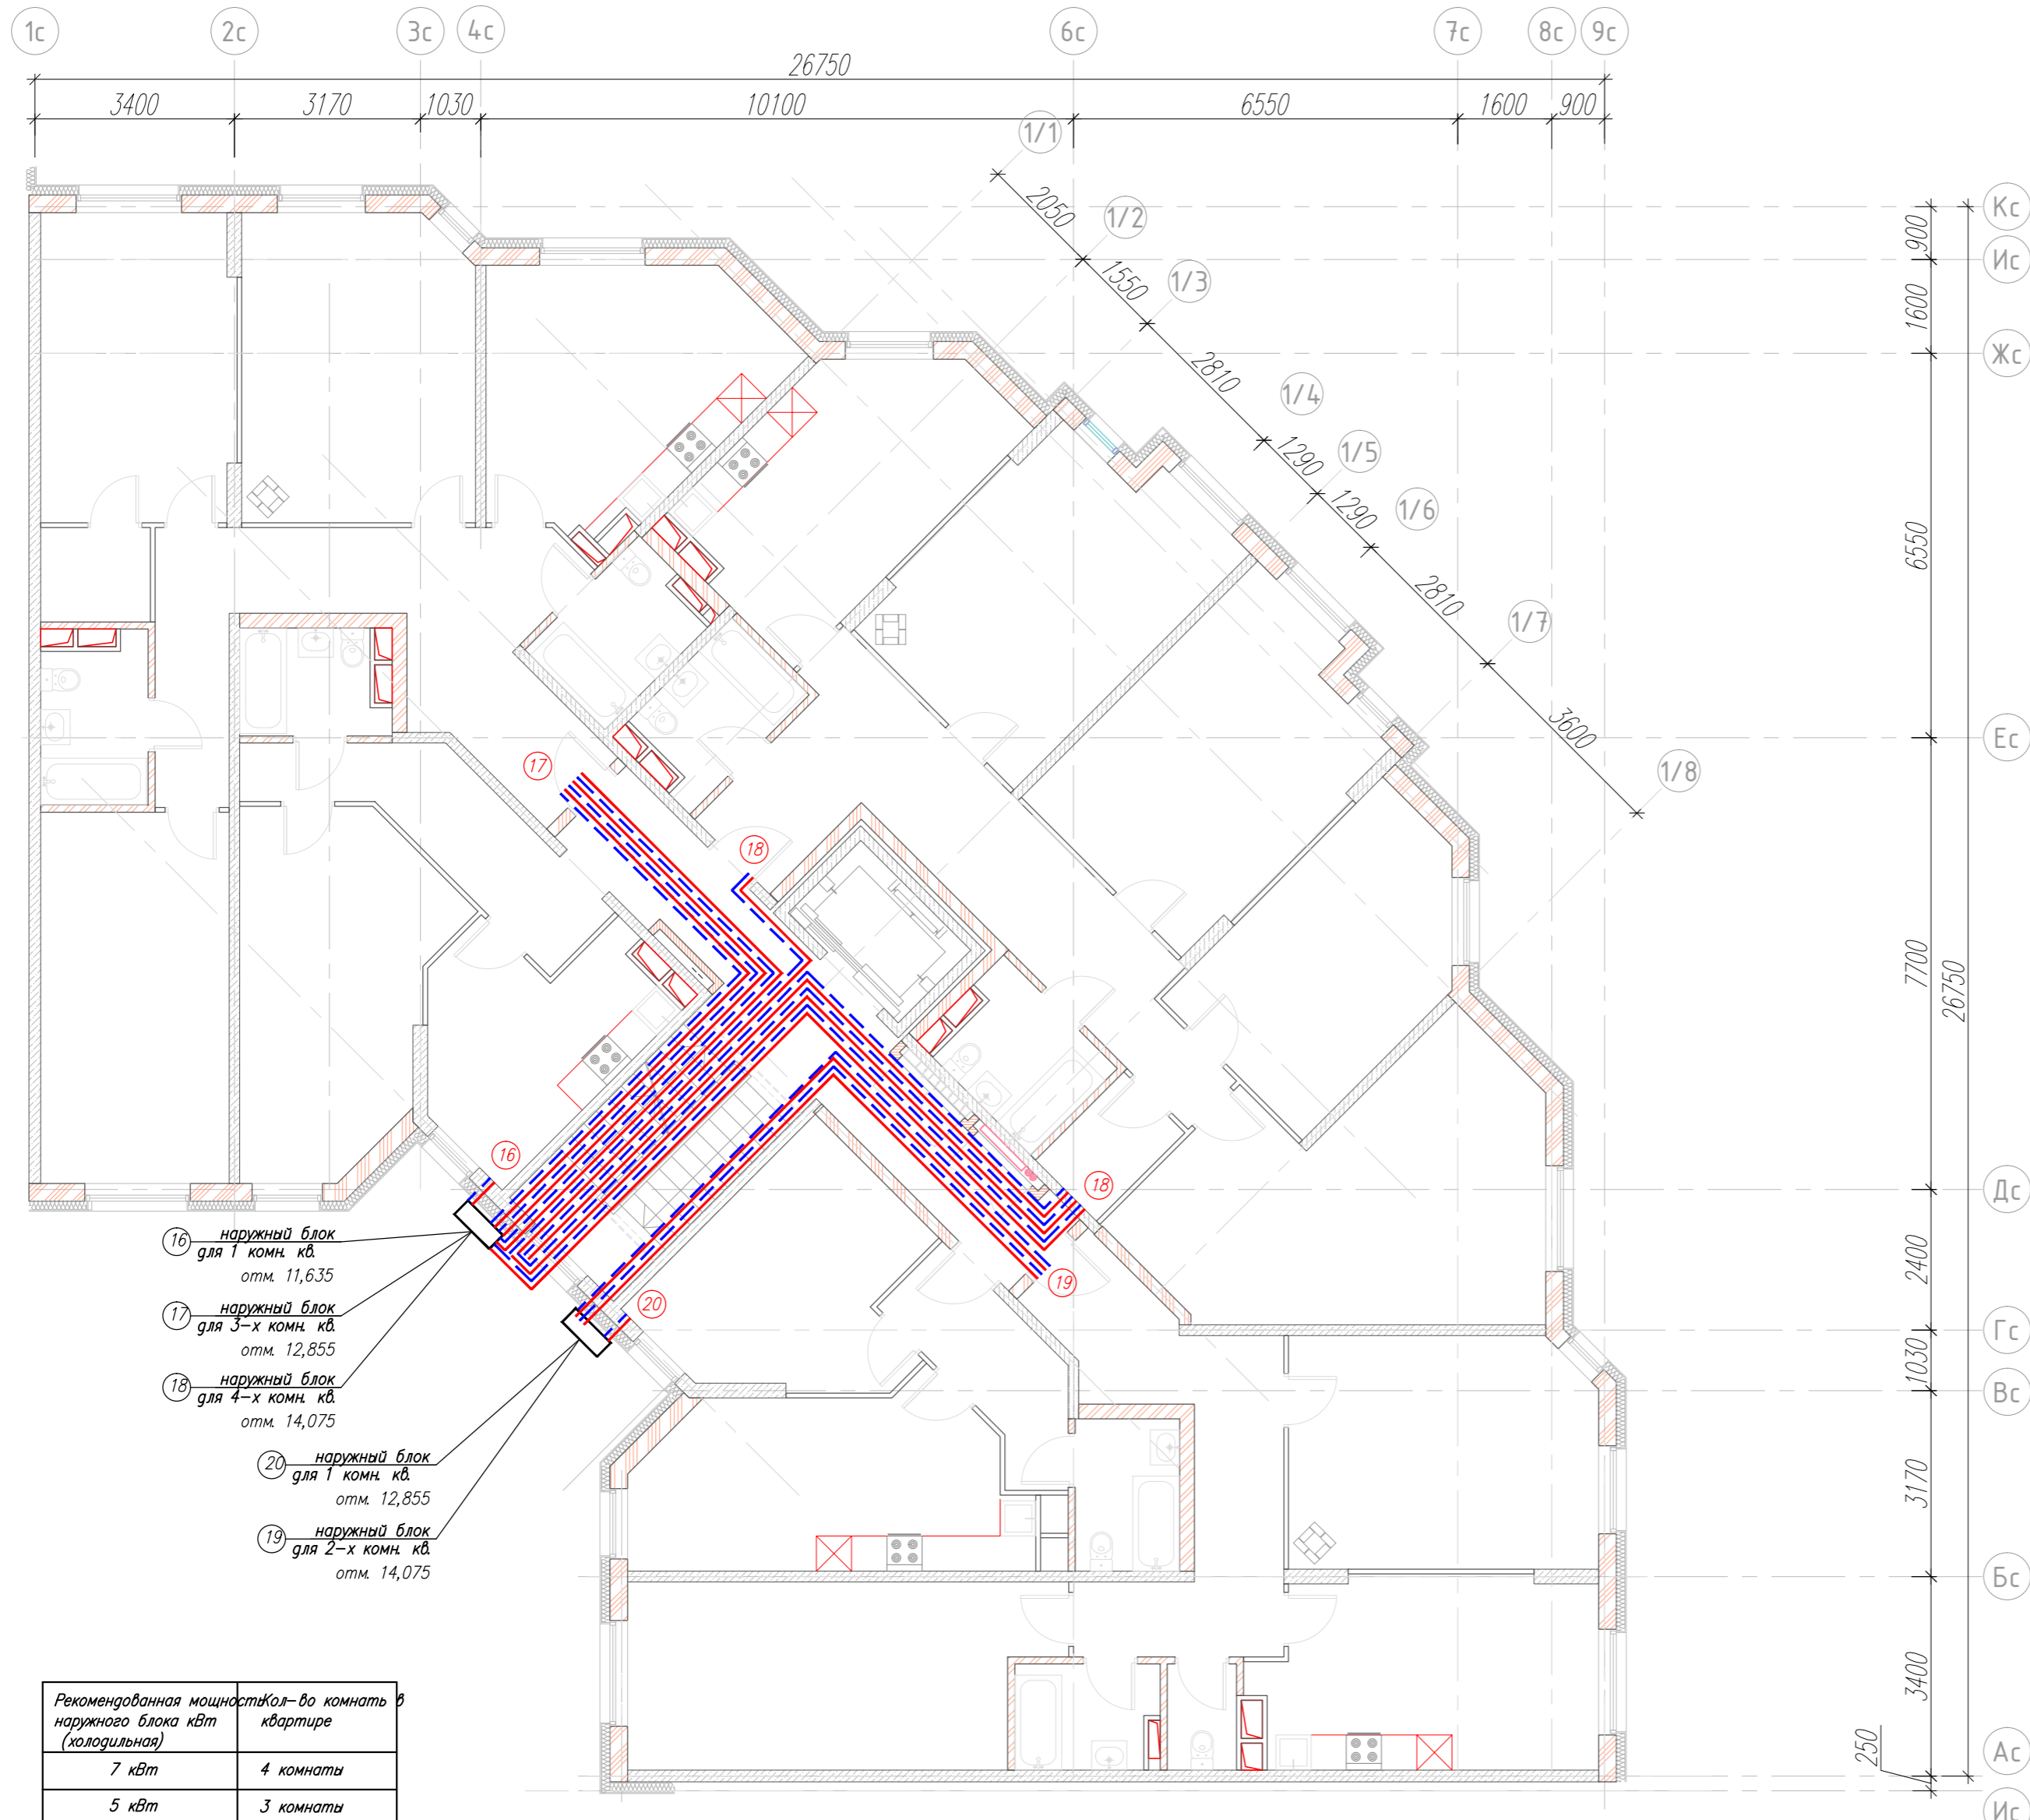 1с 2с 3с 4с 6с 7с 8с 9с
26750
3400 3170 1030 10100 6550 1600 900
1/1
2050
1/2
1550
1/3
2810
1/4
1290
1/5
1290
1/6
2810
1/7
3600
1/8
Кс
900
Ис
1600
Жс
6550
Ес
7700
26750
Дс
2400
Гс
1030
Вс
3170
Бс
3400
250
Ас
Ис
17
18
16
18
19
20
16 наружный блок
для 1 комн. кв.
отм. 11,635
17 наружный блок
для 3-х комн. кв.
отм. 12,855
18 наружный блок
для 4-х комн. кв.
отм. 14,075
20 наружный блок
для 1 комн. кв.
отм. 12,855
19 наружный блок
для 2-х комн. кв.
отм. 14,075
Рекомендованная мощность Кол-во комнать в
наружного блока кВт квартире
(холодильная)
7 кВт 4 комнаты
5 кВт 3 комнаты